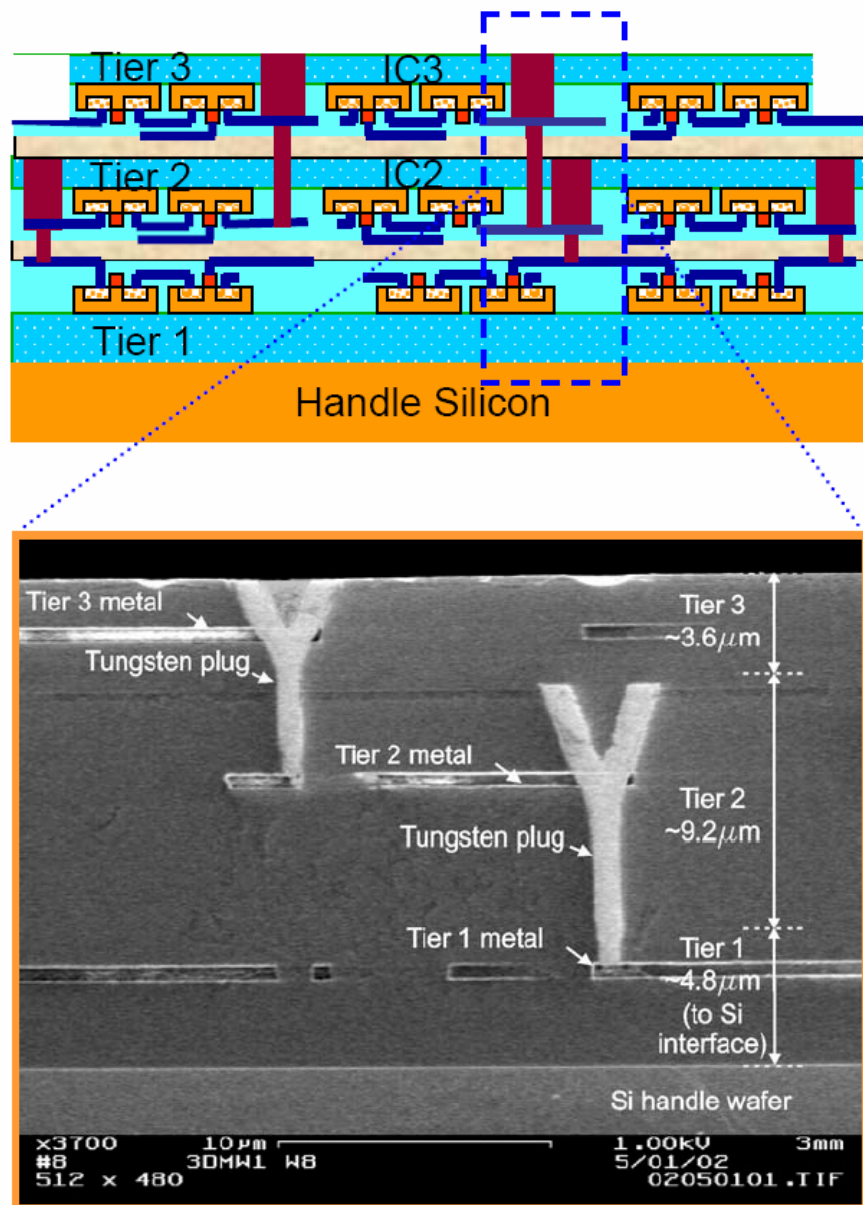 Tier 3
IC3
Tier 2
IC2
Tier 1
Handle Silicon
Tier 3 metal
Tungsten plug
Tier 3
~3.6μm
Tier 2 metal
Tungsten plug
Tier 2
~9.2μm
Tier 1 metal
Tier 1
~4.8μm
(to Si
interface)
Si handle wafer
x3700 10μm 1.00kV 3mm
#8 3DMW1 W8 5/01/02
512 x 480 02050101.TIF